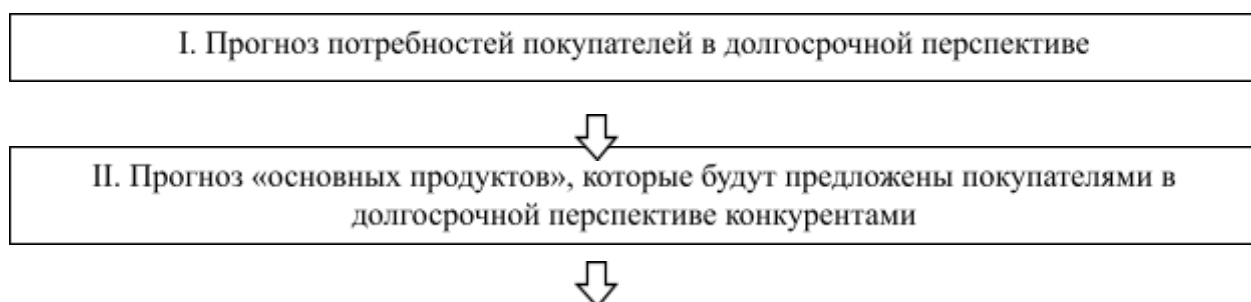 I. Прогноз потребностей покупателей в долгосрочной перспективе
II. Прогноз «основных продуктов», которые будут предложены покупателями в
долгосрочной перспективе конкурентами